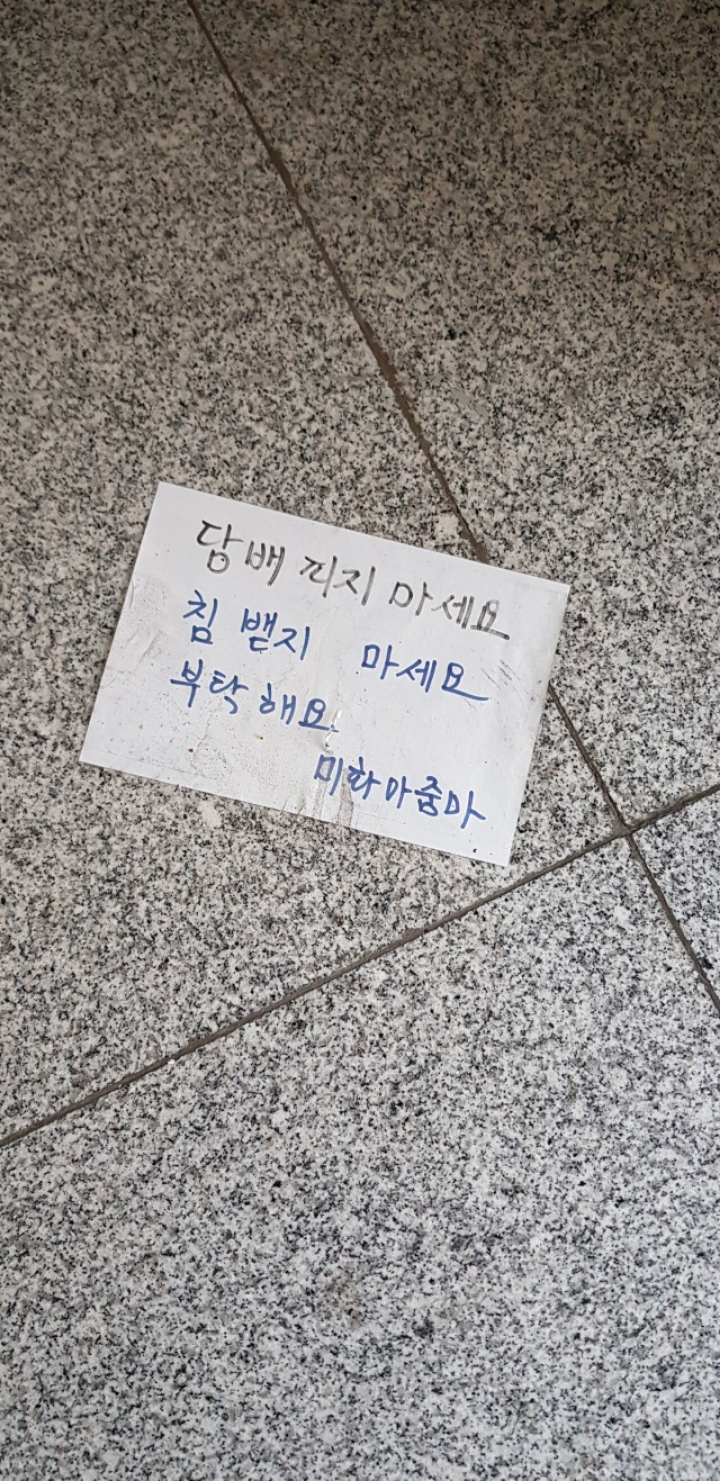 담배 피지 마세요
침 뱉지 마세요
부탁해요.
미화아줌마